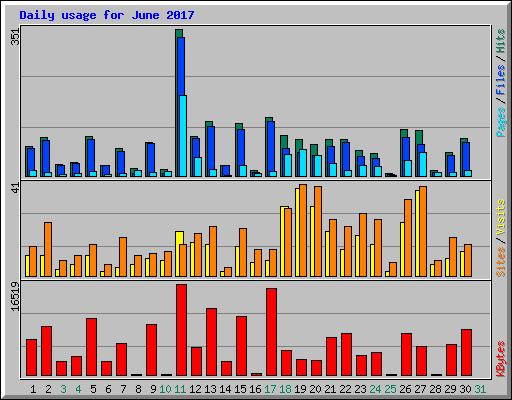 Daily usage for June 2017
351
Pages / Files / Hits
41
Sites / Visits
16519
KBytes
1 2 3 4 5 6 7 8 9 10 11 12 13 14 15 16 17 18 19 20 21 22 23 24 25 26 27 28 29 30 31